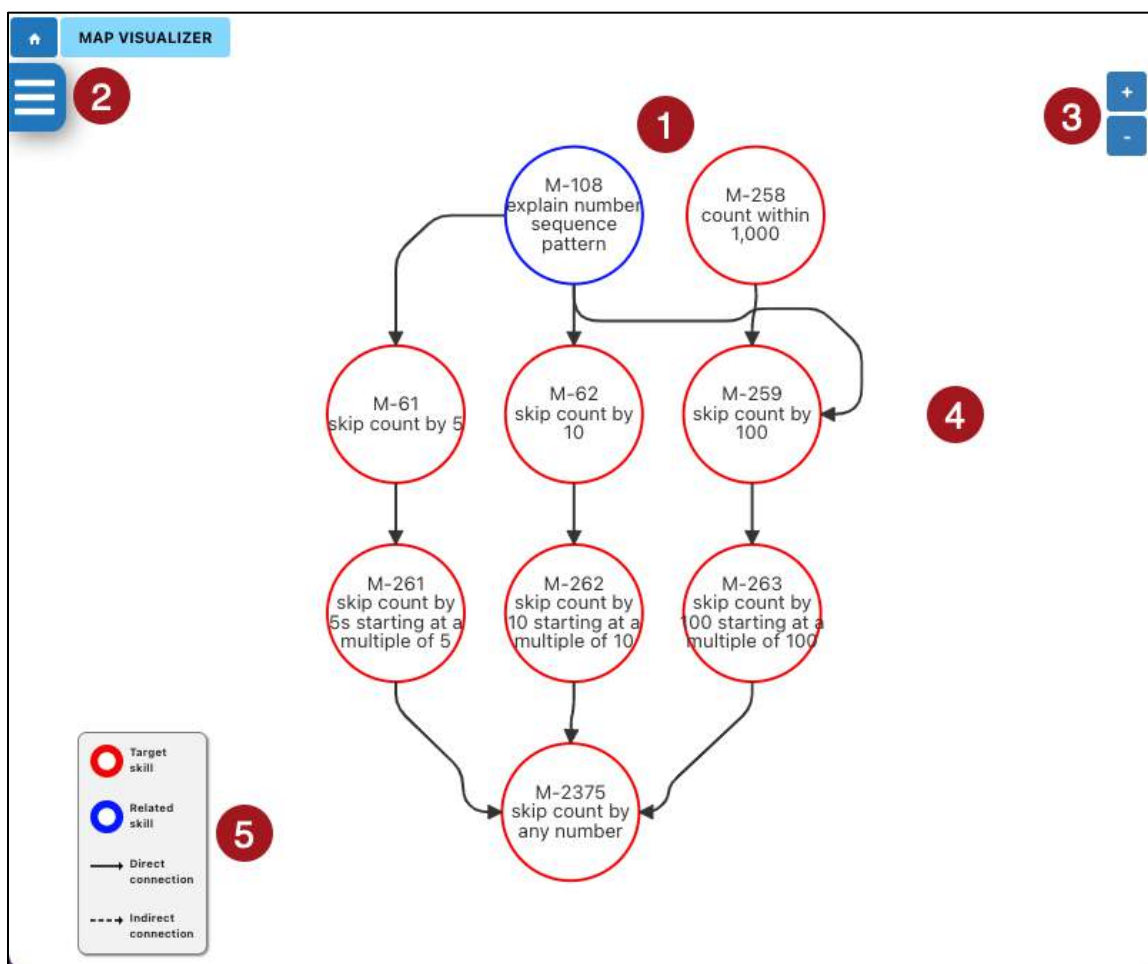 MAP VISUALIZER
2
1
3
+
-
M-108
explain number
sequence
pattern
M-258
count within
1,000
M-61
skip count by 5
M-62
skip count by
10
M-259
skip count by
100
4
M-261
skip count by
5s starting at a
multiple of 5
M-262
skip count by
10 starting at a
multiple of 10
M-263
skip count by
100 starting at a
multiple of 100
M-2375
skip count by
any number
Target
skill
Related
skill
Direct
connection
Indirect
connection
5